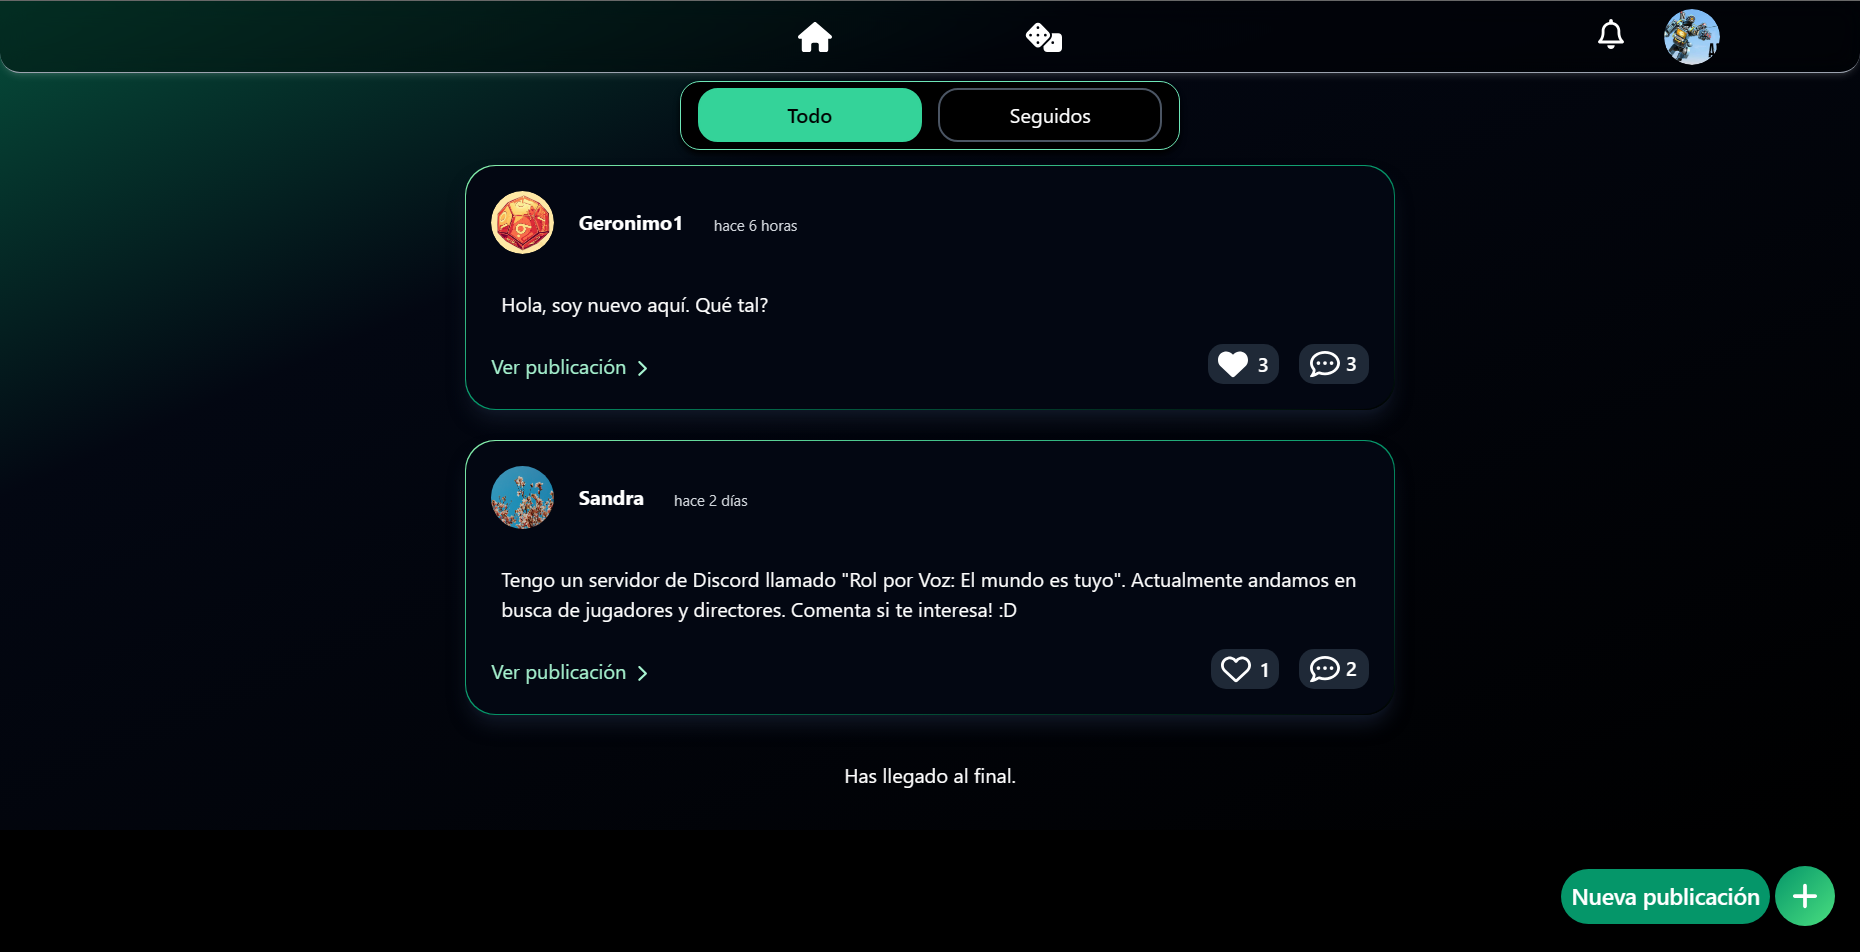 Todo
Seguidos
Geronimo1
hace 6 horas
Hola, soy nuevo aquí. Qué tal?
Ver publicación
3
3
Sandra
hace 2 días
Tengo un servidor de Discord llamado "Rol por Voz: El mundo es tuyo". Actualmente andamos en
busca de jugadores y directores. Comenta si te interesa! :D
Ver publicación
1
2
Has llegado al final.
Nueva publicación